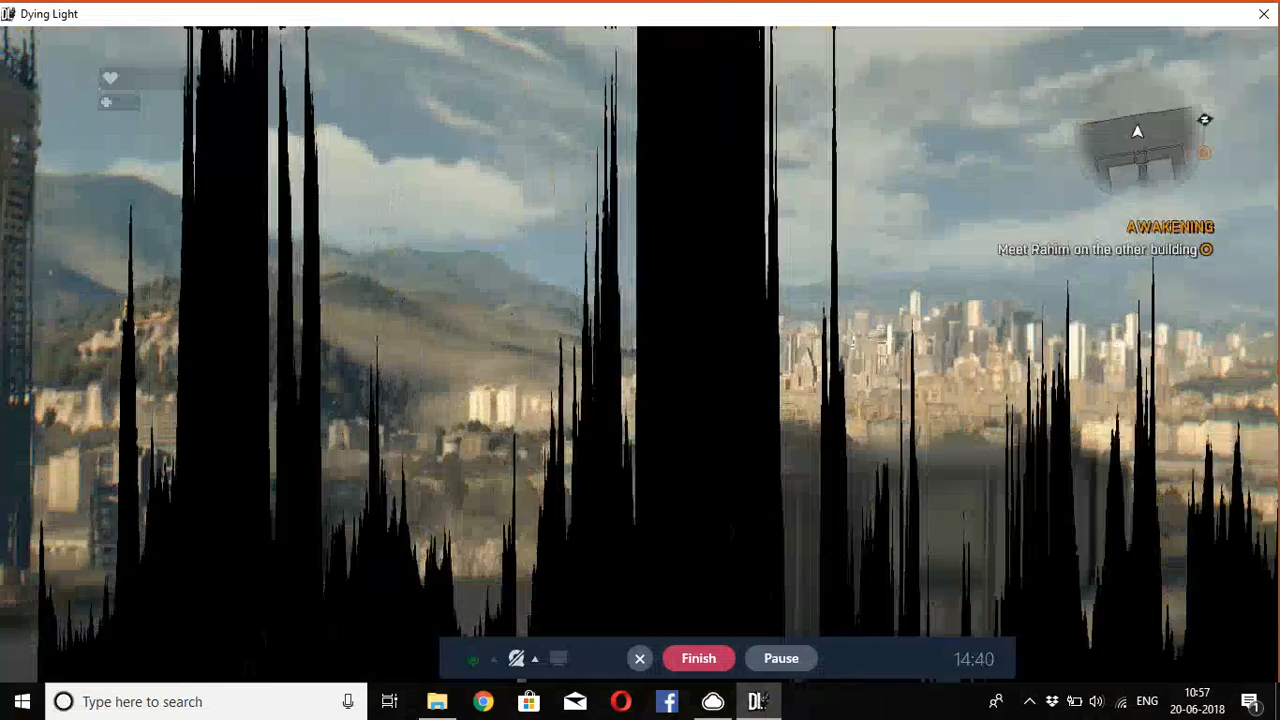 Dying Light
AWAKENING
Meet Rahim on the other building
Finish
Pause
14:40
Type here to search
ENG
10:57
20-06-2018
1